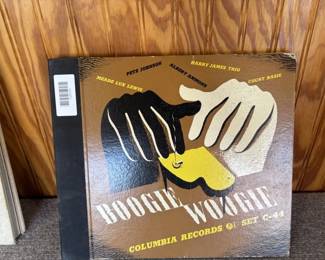 HARRY JAMES TRIO
PETE JOHNSON
ALBERT AMMONS
MEADE LUX LEWIS
COUNT BASIE
BOOGIE
WOOGIE
COLUMBIA RECORDS SET C-44